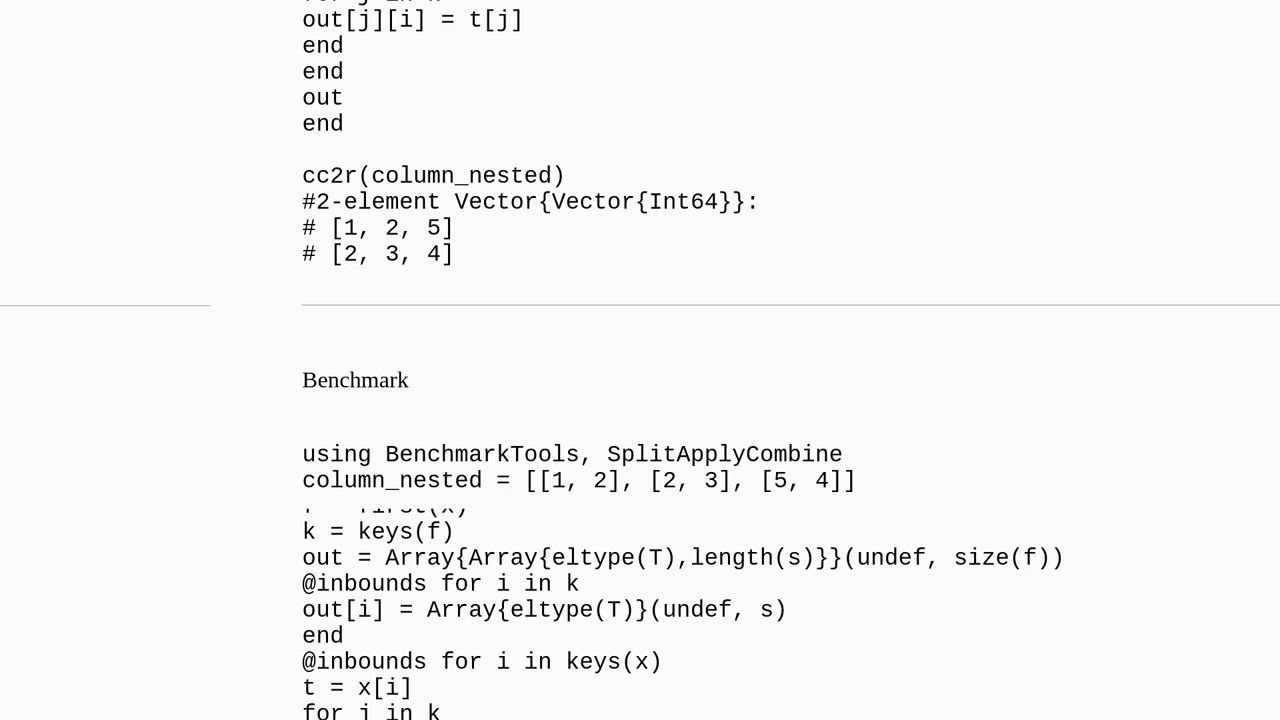 out[j][i] = t[j]
end
end
out
end
cc2r(column_nested)
#2-element Vector{Vector{Int64}}:
# [1, 2, 5]
# [2, 3, 4]
Benchmark
using BenchmarkTools, SplitApplyCombine
column_nested = [[1, 2], [2, 3], [5, 4]]
k = keys(f)
out = Array{Array{eltype(T),length(s)}}(undef, size(f))
@inbounds for i in k
out[i] = Array{eltype(T)}(undef, s)
end
@inbounds for i in keys(x)
t = x[i]
for j in k